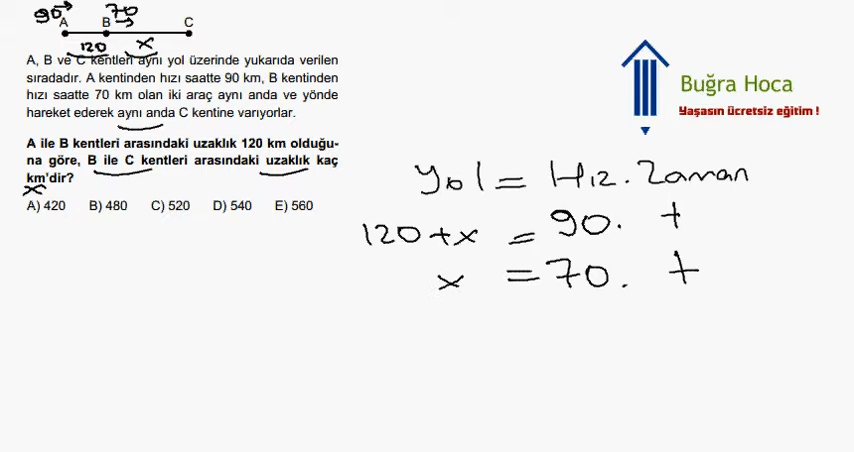 90 70
A B C
120 x
A, B ve C kentleri aynı yol üzerinde yukarıda verilen
sıradadır. A kentinden hızı saatte 90 km, B kentinden
hızı saatte 70 km olan iki araç aynı anda ve yönde
hareket ederek aynı anda C kentine varıyorlar.
A ile B kentleri arasındaki uzaklık 120 km olduğu-
na göre, B ile C kentleri arasındaki uzaklık kaç
km'dir?
x
A) 420 B) 480 C) 520 D) 540 E) 560
Buğra Hoca
Yaşasın ücretsiz eğitim !
Yol = Hız . Zaman
120+x = 90. t
x = 70. t